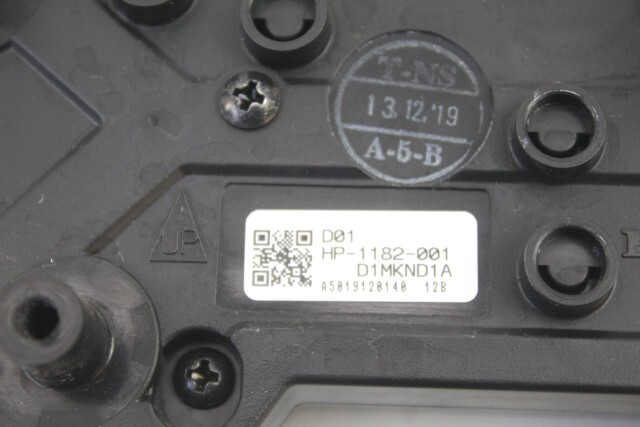 T-NS
13.12.'19
A-5-B
UP
D01
HP-1182-001
D1MKND1A
A5019120140 12B